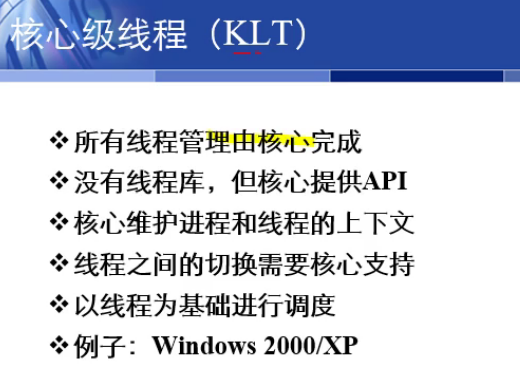 核心级线程（KLT）
❖所有线程管理由核心完成
❖没有线程库，但核心提供API
❖核心维护进程和线程的上下文
❖线程之间的切换需要核心支持
❖以线程为基础进行调度
❖例子：Windows 2000/XP